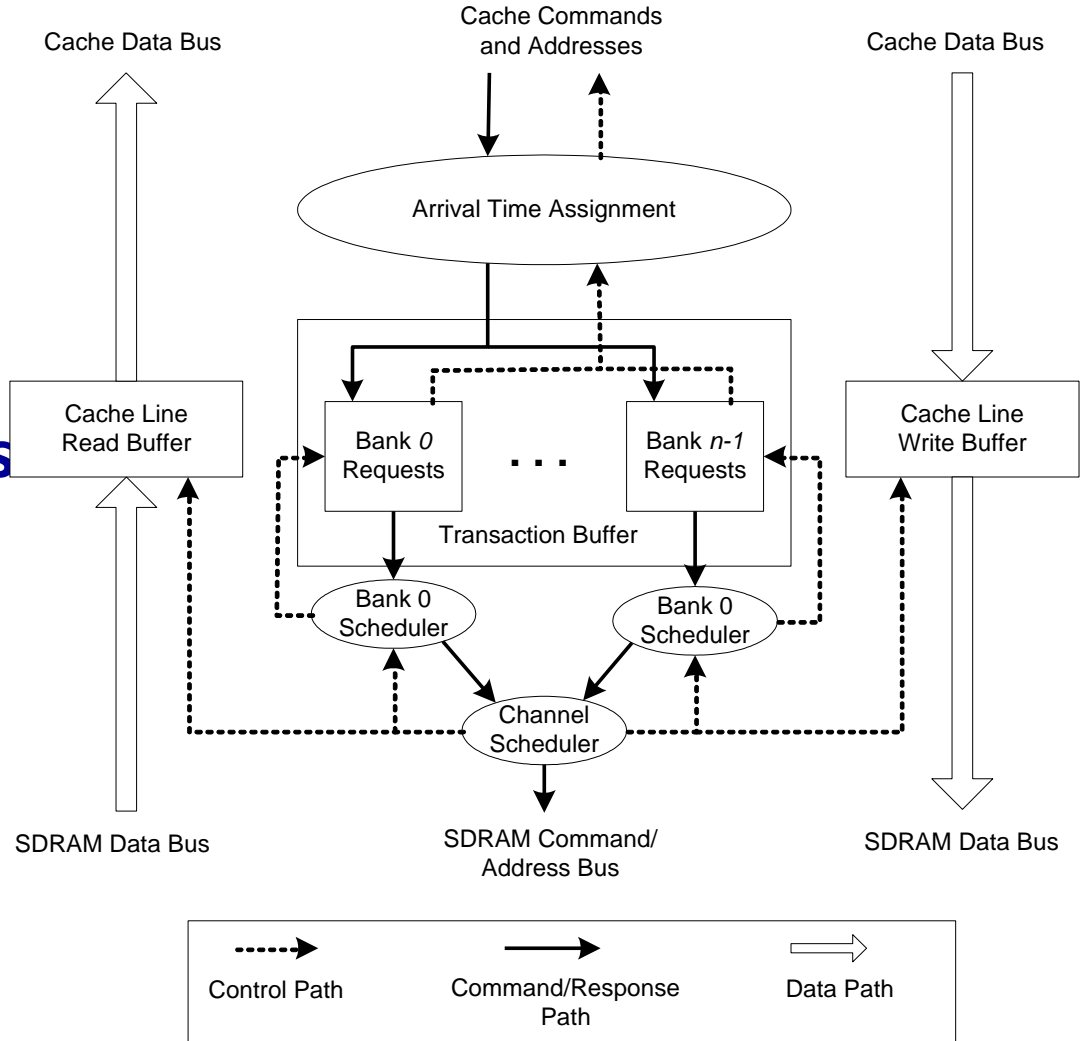 Cache Commands
and Addresses
Cache Data Bus
Cache Data Bus
Arrival Time Assignment
Cache Line
Read Buffer
s
Bank 0
Requests
. . .
Bank n-1
Requests
Cache Line
Write Buffer
Transaction Buffer
Bank 0
Scheduler
Bank 0
Scheduler
Channel
Scheduler
SDRAM Data Bus
SDRAM Command/
Address Bus
SDRAM Data Bus
Control Path
Command/Response
Path
Data Path